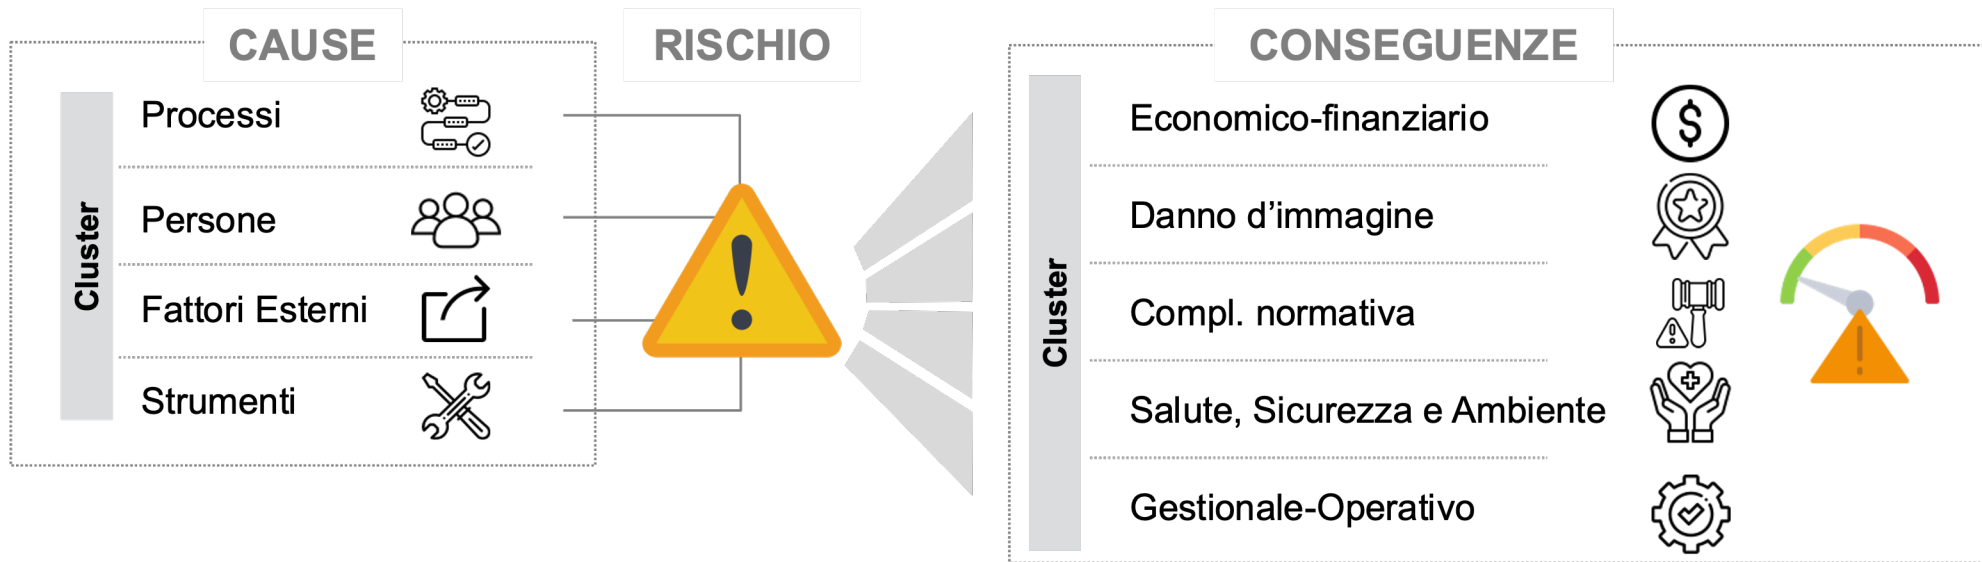 CAUSE
Cluster
Processi
Persone
Fattori Esterni
Strumenti
RISCHIO
CONSEGUENZE
Cluster
Economico-finanziario
Danno d’immagine
Compl. normativa
Salute, Sicurezza e Ambiente
Gestionale-Operativo